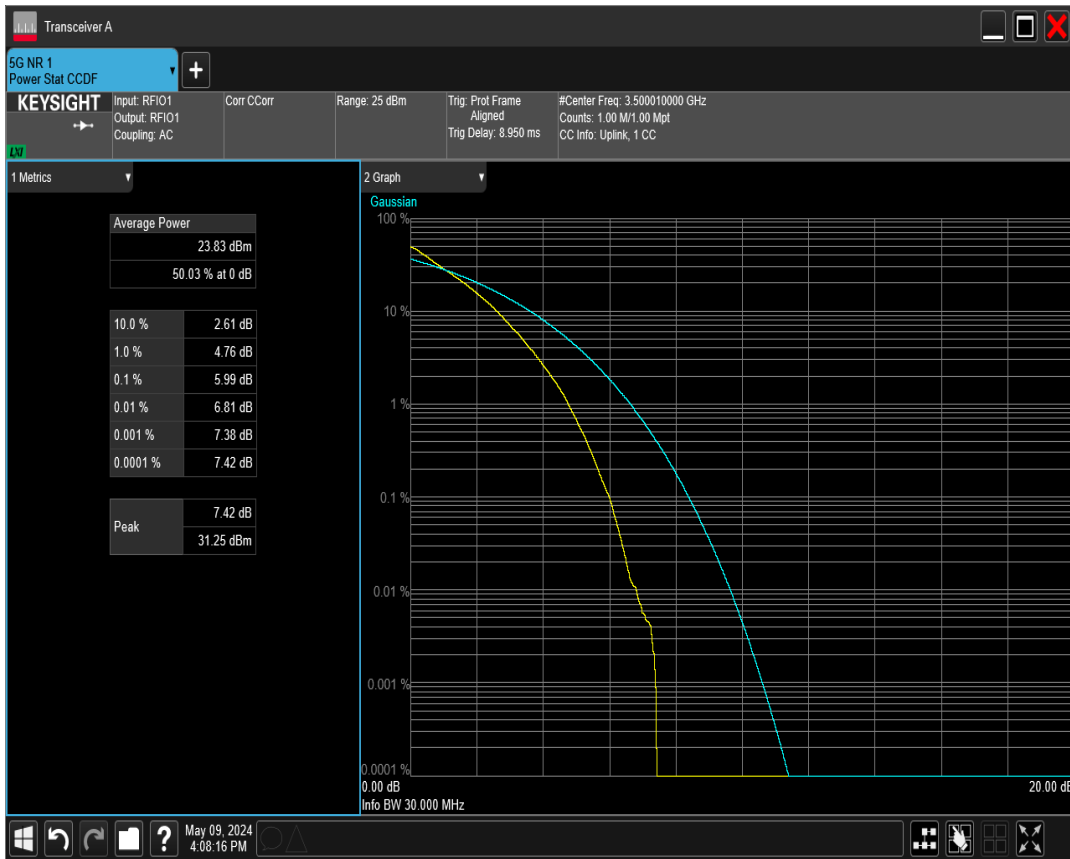 Transceiver A
5G NR 1
Power Stat CCDF
+
KEYSIGHT
LXI
Input: RFIO1
Output: RFIO1
Coupling: AC
Corr CCorr
Range: 25 dBm
Trig: Prot Frame
Aligned
Trig Delay: 8.950 ms
#Center Freq: 3.500010000 GHz
Counts: 1.00 M/1.00 Mpt
CC Info: Uplink, 1 CC
1 Metrics
Average Power
23.83 dBm
50.03 % at 0 dB
10.0 % 2.61 dB
1.0 % 4.76 dB
0.1 % 5.99 dB
0.01 % 6.81 dB
0.001 % 7.38 dB
0.0001 % 7.42 dB
Peak
7.42 dB
31.25 dBm
2 Graph
Gaussian
100 %
10 %
1 %
0.1 %
0.01 %
0.001 %
0.0001 %
0.00 dB
20.00 dB
Info BW 30.000 MHz
?
May 09, 2024
4:08:16 PM